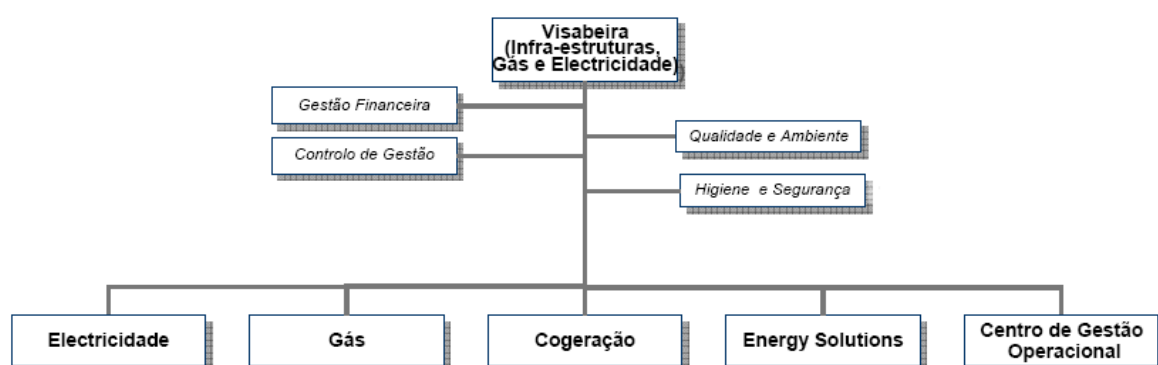 Visabeira
(Infra-estruturas,
Gás e Electricidade)
Gestão Financeira
Qualidade e Ambiente
Controlo de Gestão
Higiene e Segurança
Electricidade
Gás
Cogeração
Energy Solutions
Centro de Gestão
Operacional